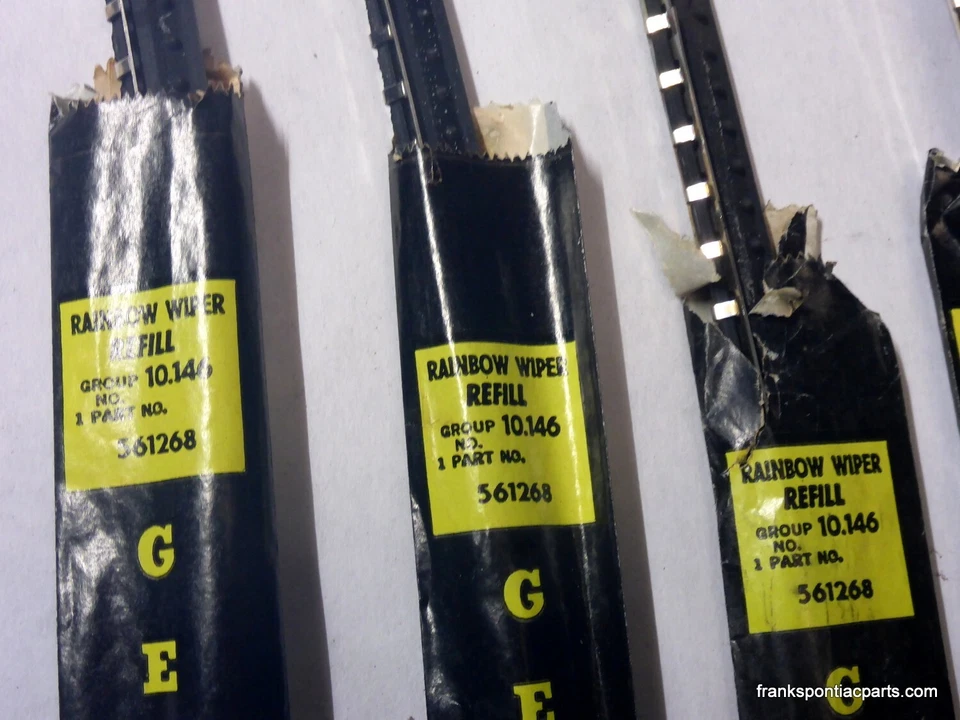 RAINBOW WIPER
REFILL
GROUP 10.146
NO.
1 PART NO.
561268
G
E
RAINBOW WIPER
REFILL
GROUP 10.146
NO.
1 PART NO.
561268
G
E
RAINBOW WIPER
REFILL
GROUP 10.146
NO.
1 PART NO.
561268
G
frankspontiacparts.com